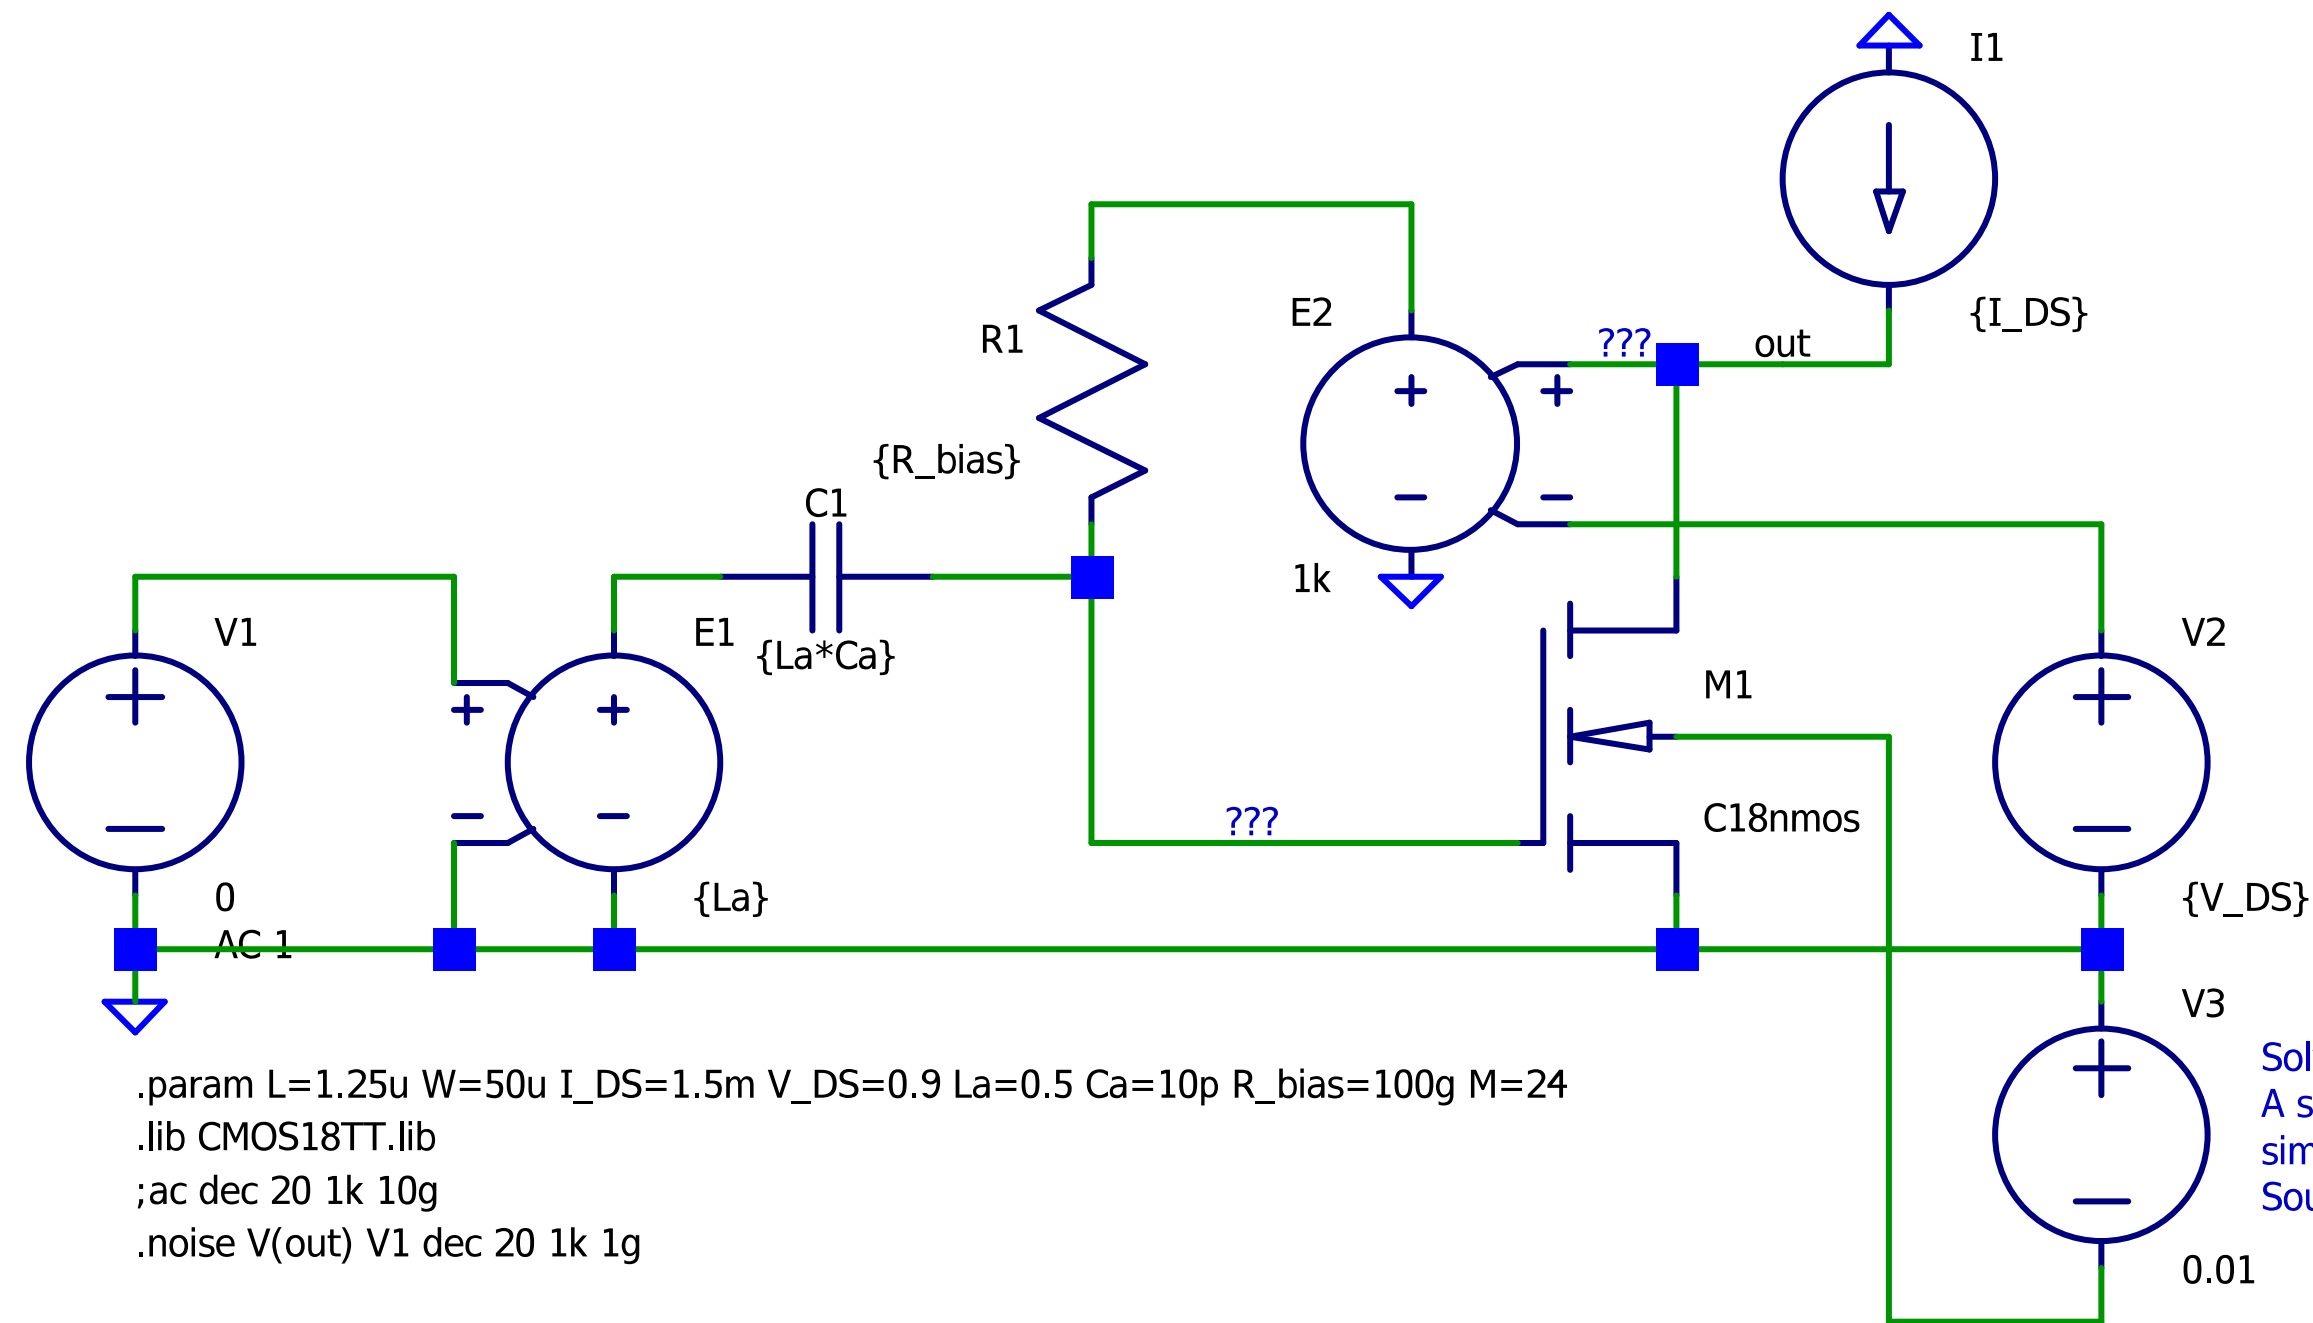 I1
R1
E2
{I_DS}
???
out
{R_bias}
C1
1k
V1
E1
V2
{La*Ca}
M1
???
C18nmos
0
{La}
{V_DS}
AC 1
V3
.param L=1.25u W=50u I_DS=1.5m V_DS=0.9 La=0.5 Ca=10p R_bias=100g M=24
.lib CMOS18TT.lib
;ac dec 20 1k 10g
.noise V(out) V1 dec 20 1k 1g
A
0.01